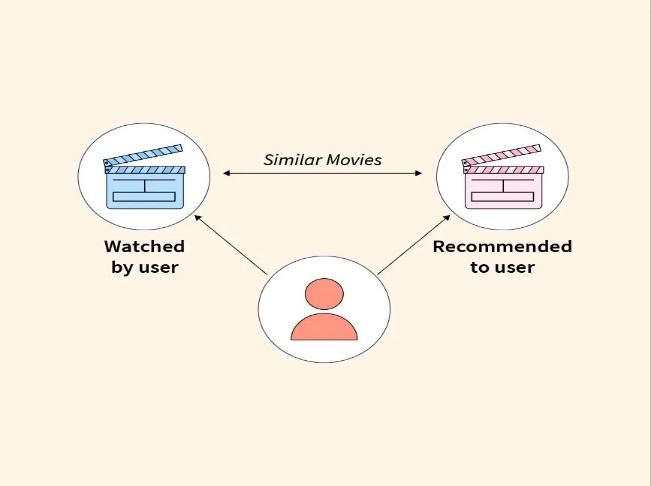 Similar Movies
Watched
by user
Recommended
to user